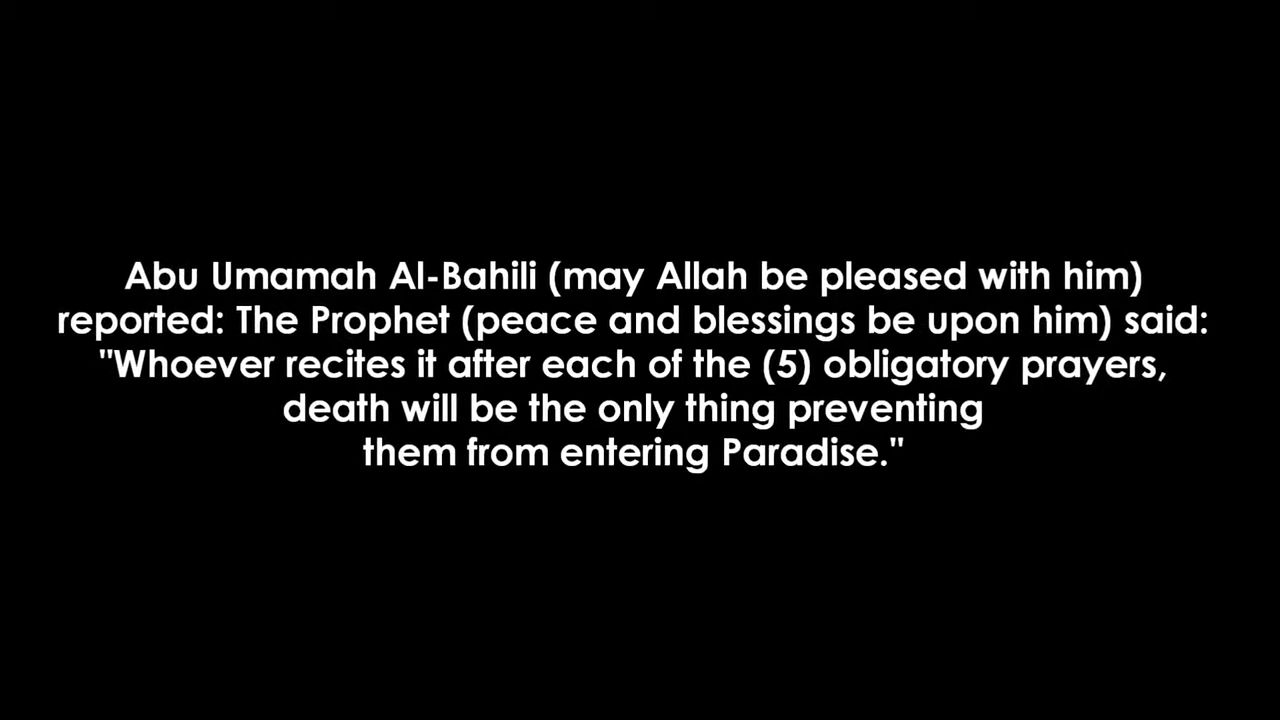 Abu Umamah Al-Bahili (may Allah be pleased with him)
reported: The Prophet (peace and blessings be upon him) said:
"Whoever recites it after each of the (5) obligatory prayers,
death will be the only thing preventing
them from entering Paradise."